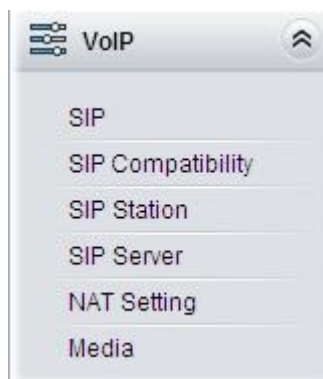 VoIP
SIP
SIP Compatibility
SIP Station
SIP Server
NAT Setting
Media